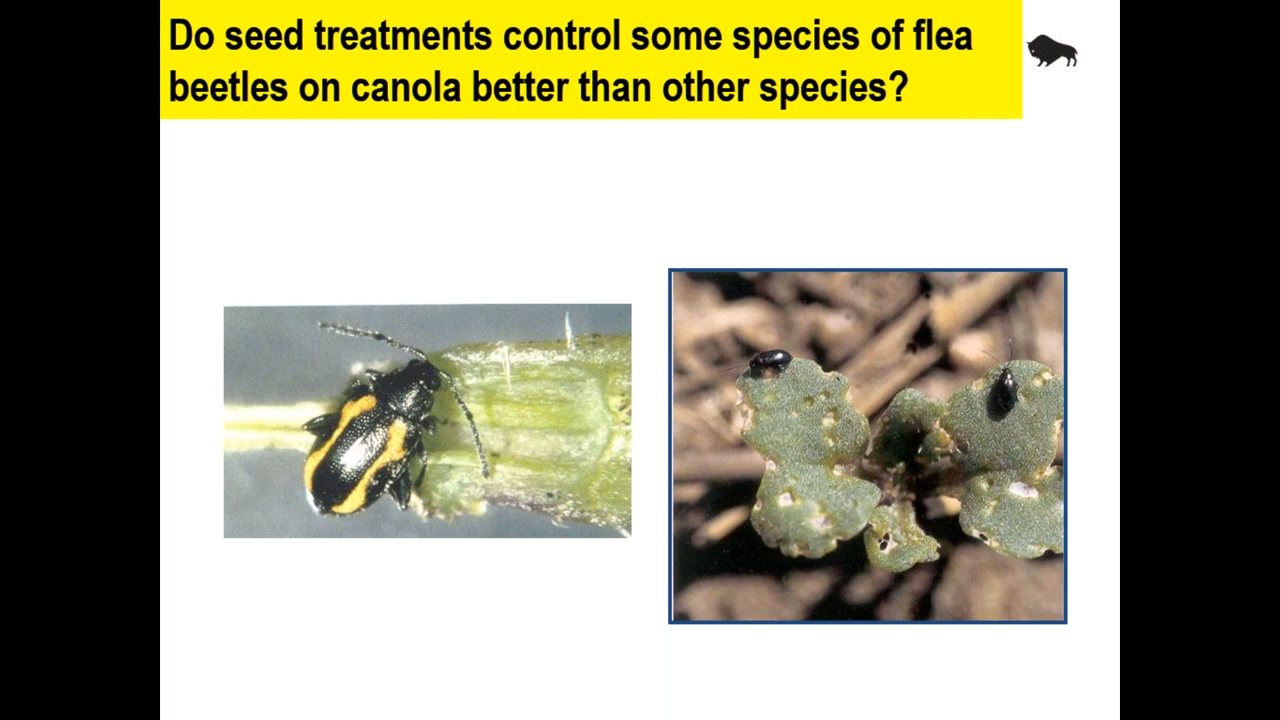 Do seed treatments control some species of flea
beetles on canola better than other species?